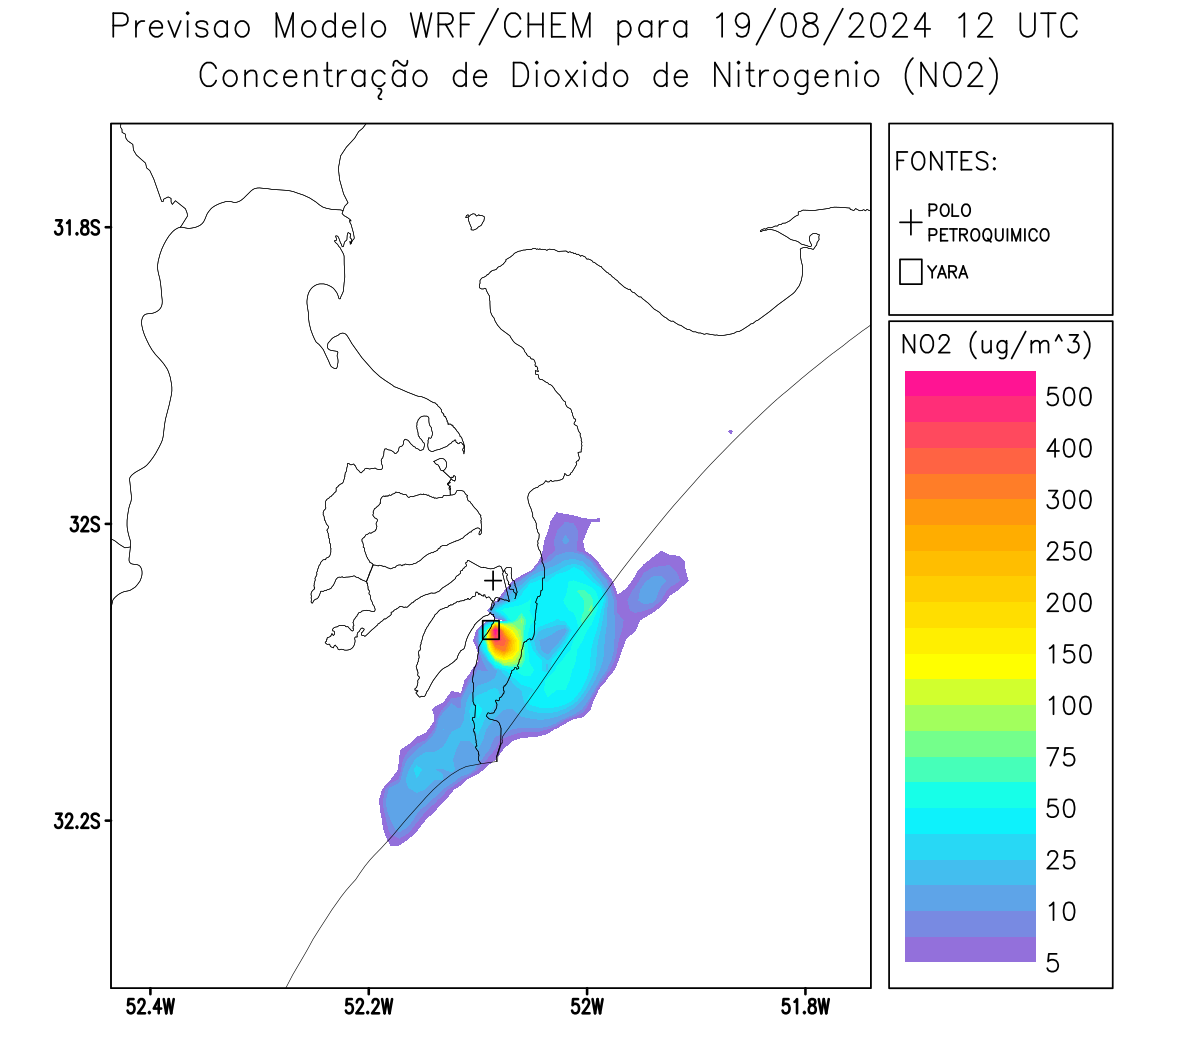 Previsao Modelo WRF/CHEM para 19/08/2024 12 UTC
Concentração de Dioxido de Nitrogenio (NO2)
FONTES:
POLO
PETROQUIMICO
YARA
NO2 (ug/m^3)
500
400
300
250
200
150
100
75
50
25
10
5
31.8S
32S
32.2S
52.4W
52.2W
52W
51.8W